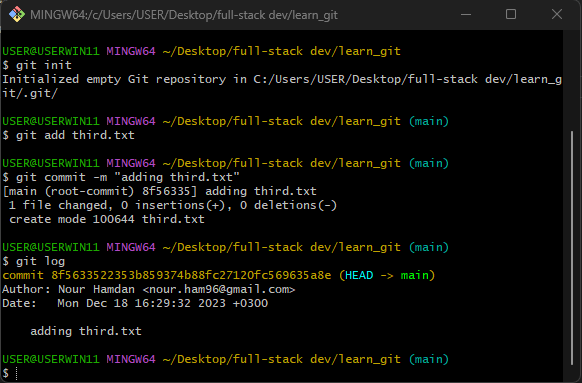 MINGW64:/c/Users/USER/Desktop/full-stack dev/learn_git
USER@USERWIN11 MINGW64 ~/Desktop/full-stack dev/learn_git
$ git init
Initialized empty Git repository in C:/Users/USER/Desktop/full-stack dev/learn_g
it/.git/
USER@USERWIN11 MINGW64 ~/Desktop/full-stack dev/learn_git (main)
$ git add third.txt
USER@USERWIN11 MINGW64 ~/Desktop/full-stack dev/learn_git (main)
$ git commit -m "adding third.txt"
[main (root-commit) 8f56335] adding third.txt
 1 file changed, 0 insertions(+), 0 deletions(-)
 create mode 100644 third.txt
USER@USERWIN11 MINGW64 ~/Desktop/full-stack dev/learn_git (main)
$ git log
commit 8f5633522353b859374b88fc27120fc569635a8e (HEAD -> main)
Author: Nour Hamdan <nour.ham96@gmail.com>
Date:   Mon Dec 18 16:29:32 2023 +0300
    adding third.txt
USER@USERWIN11 MINGW64 ~/Desktop/full-stack dev/learn_git (main)
$